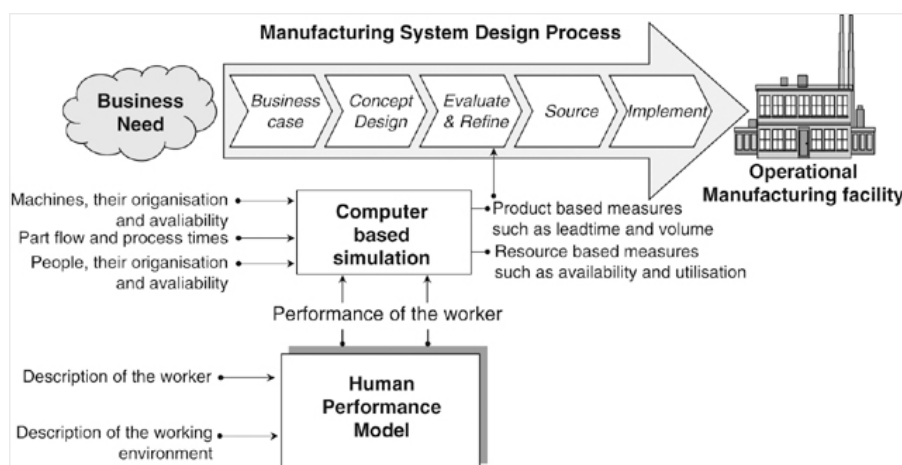 Manufacturing System Design Process
Business
Need
Business
case
Concept
Design
Evaluate
& Refine
Source
Implement
Operational
Manufacturing facility
Machines, their origanisation
and avaliability
Part flow and process times
People, their origanisation
and avaliability
Computer
based
simulation
Product based measures
such as leadtime and volume
Resource based measures
such as availability and utilisation
Performance of the worker
Description of the worker
Description of the working
environment
Human
Performance
Model